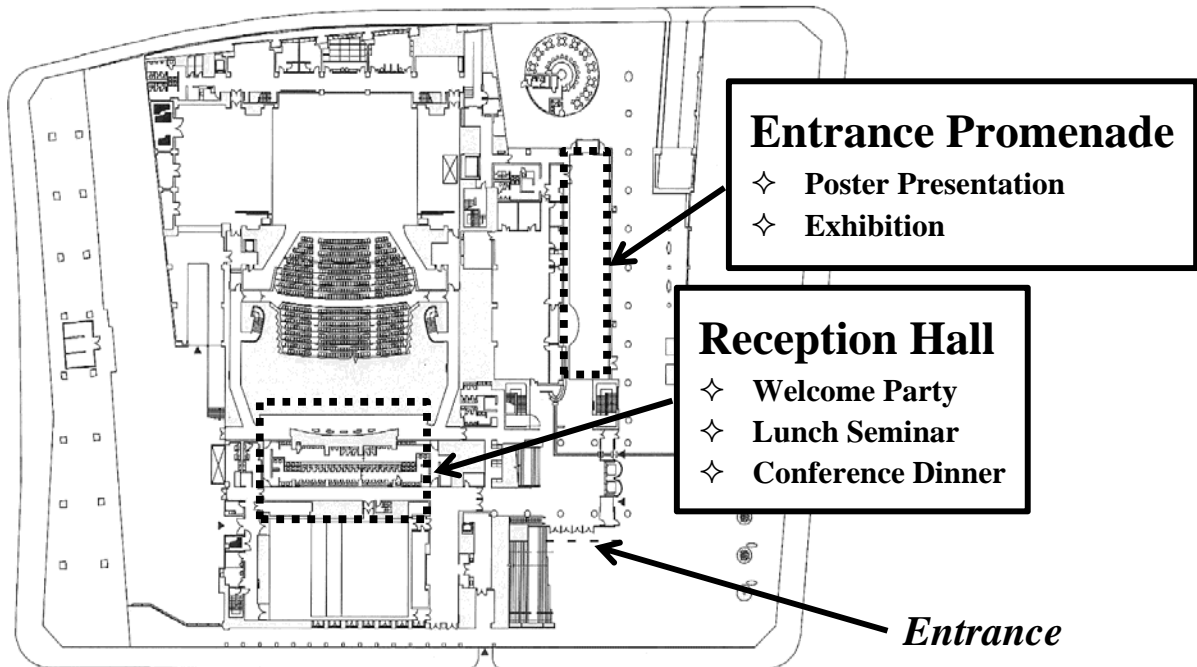 Entrance Promenade
✧ Poster Presentation
✧ Exhibition
Reception Hall
✧ Welcome Party
✧ Lunch Seminar
✧ Conference Dinner
Entrance